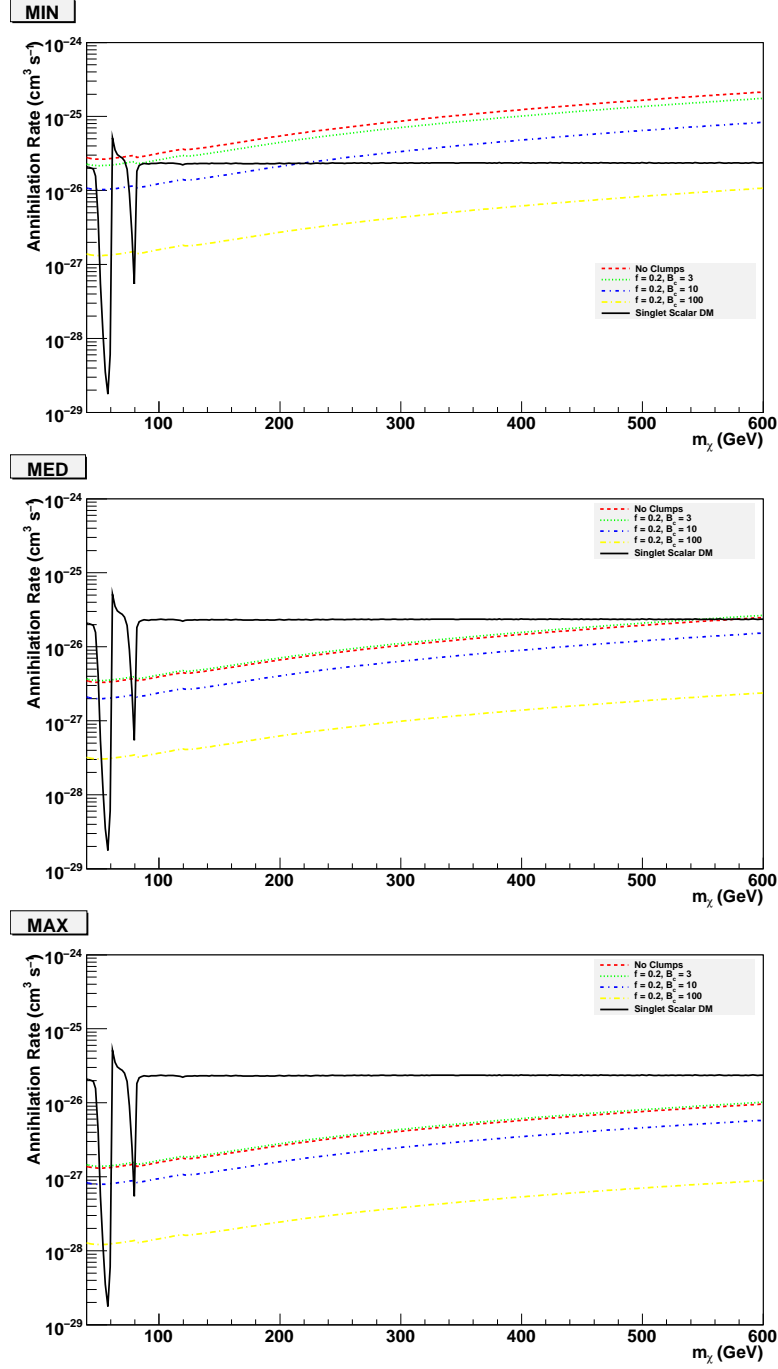 MIN
Annihilation Rate (cm³ s⁻¹)
10⁻²⁴
10⁻²⁵
10⁻²⁶
10⁻²⁷
10⁻²⁸
10⁻²⁹
No Clumps
f = 0.2, B_c = 3
f = 0.2, B_c = 10
f = 0.2, B_c = 100
Singlet Scalar DM
100 200 300 400 500 600
m_χ (GeV)
MED
Annihilation Rate (cm³ s⁻¹)
10⁻²⁴
10⁻²⁵
10⁻²⁶
10⁻²⁷
10⁻²⁸
10⁻²⁹
No Clumps
f = 0.2, B_c = 3
f = 0.2, B_c = 10
f = 0.2, B_c = 100
Singlet Scalar DM
100 200 300 400 500 600
m_χ (GeV)
MAX
Annihilation Rate (cm³ s⁻¹)
10⁻²⁴
10⁻²⁵
10⁻²⁶
10⁻²⁷
10⁻²⁸
10⁻²⁹
No Clumps
f = 0.2, B_c = 3
f = 0.2, B_c = 10
f = 0.2, B_c = 100
Singlet Scalar DM
100 200 300 400 500 600
m_χ (GeV)